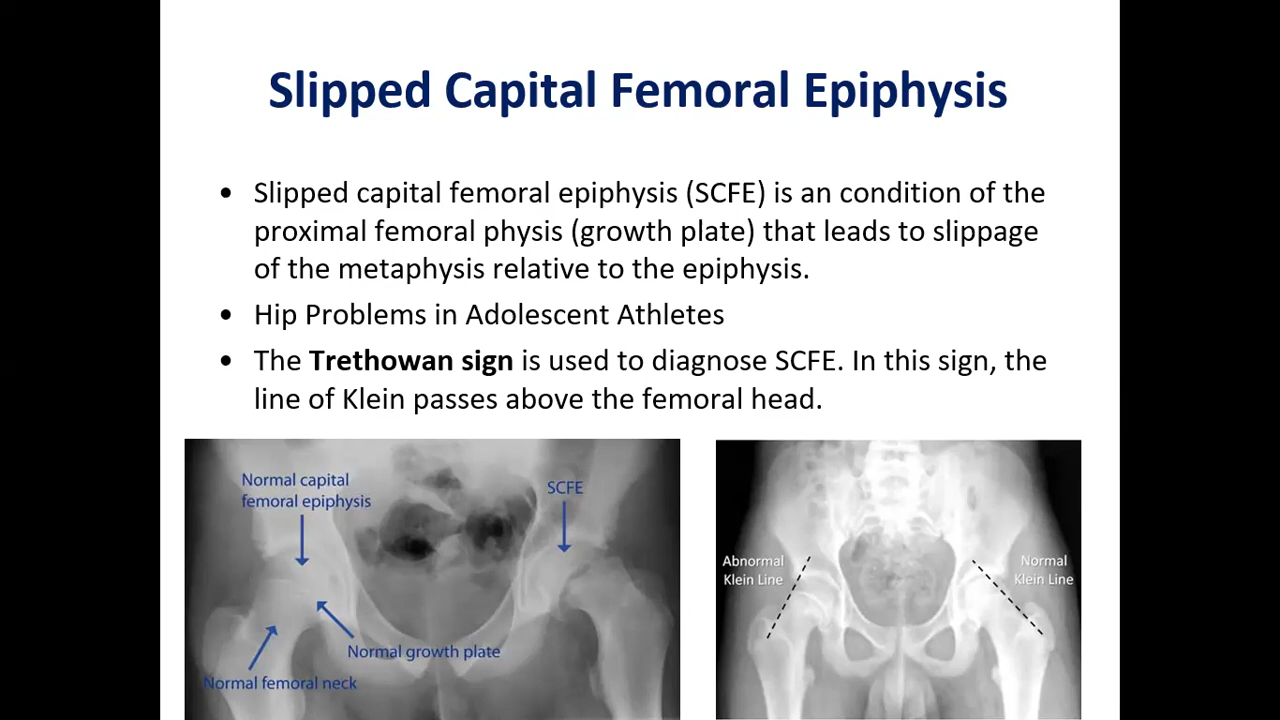 Slipped Capital Femoral Epiphysis
• Slipped capital femoral epiphysis (SCFE) is an condition of the
proximal femoral physis (growth plate) that leads to slippage
of the metaphysis relative to the epiphysis.
• Hip Problems in Adolescent Athletes
• The Trethowan sign is used to diagnose SCFE. In this sign, the
line of Klein passes above the femoral head.
Normal capital
femoral epiphysis
SCFE
Normal growth plate
Normal femoral neck
Abnormal
Klein Line
Normal
Klein Line